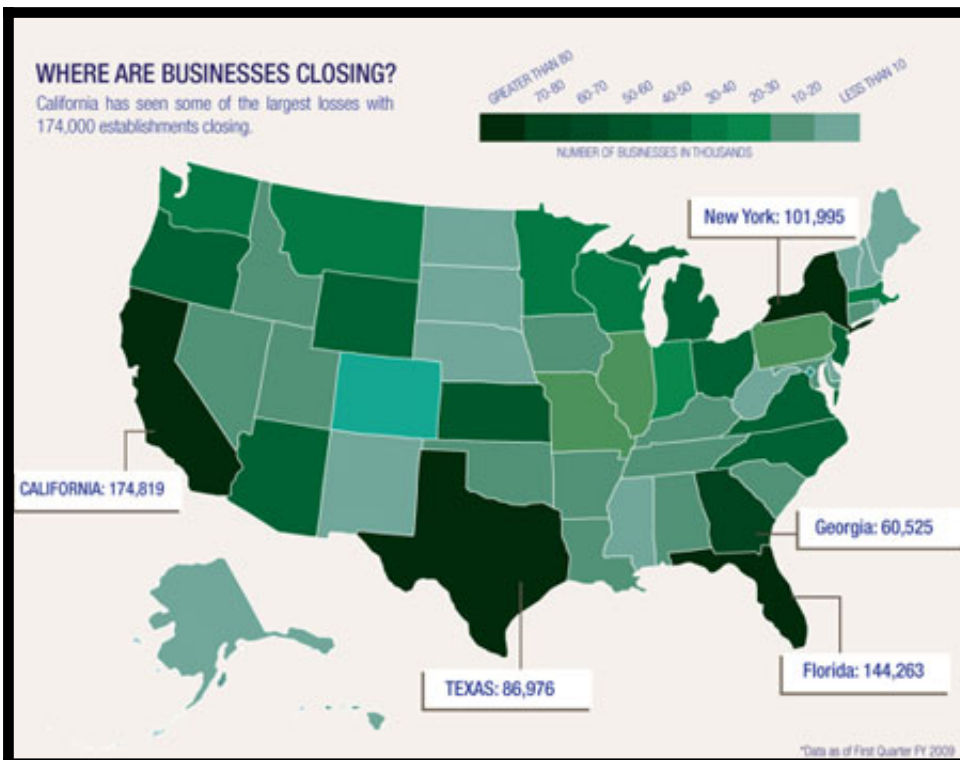 WHERE ARE BUSINESSES CLOSING?
California has seen some of the largest losses with
174,000 establishments closing.
GREATER THAN 80
70-80
60-70
50-60
40-50
30-40
20-30
10-20
LESS THAN 10
NUMBER OF BUSINESSES IN THOUSANDS
New York: 101,995
CALIFORNIA: 174,819
Georgia: 60,525
Florida: 144,263
TEXAS: 86,976
*Data as of First Quarter FY 2009